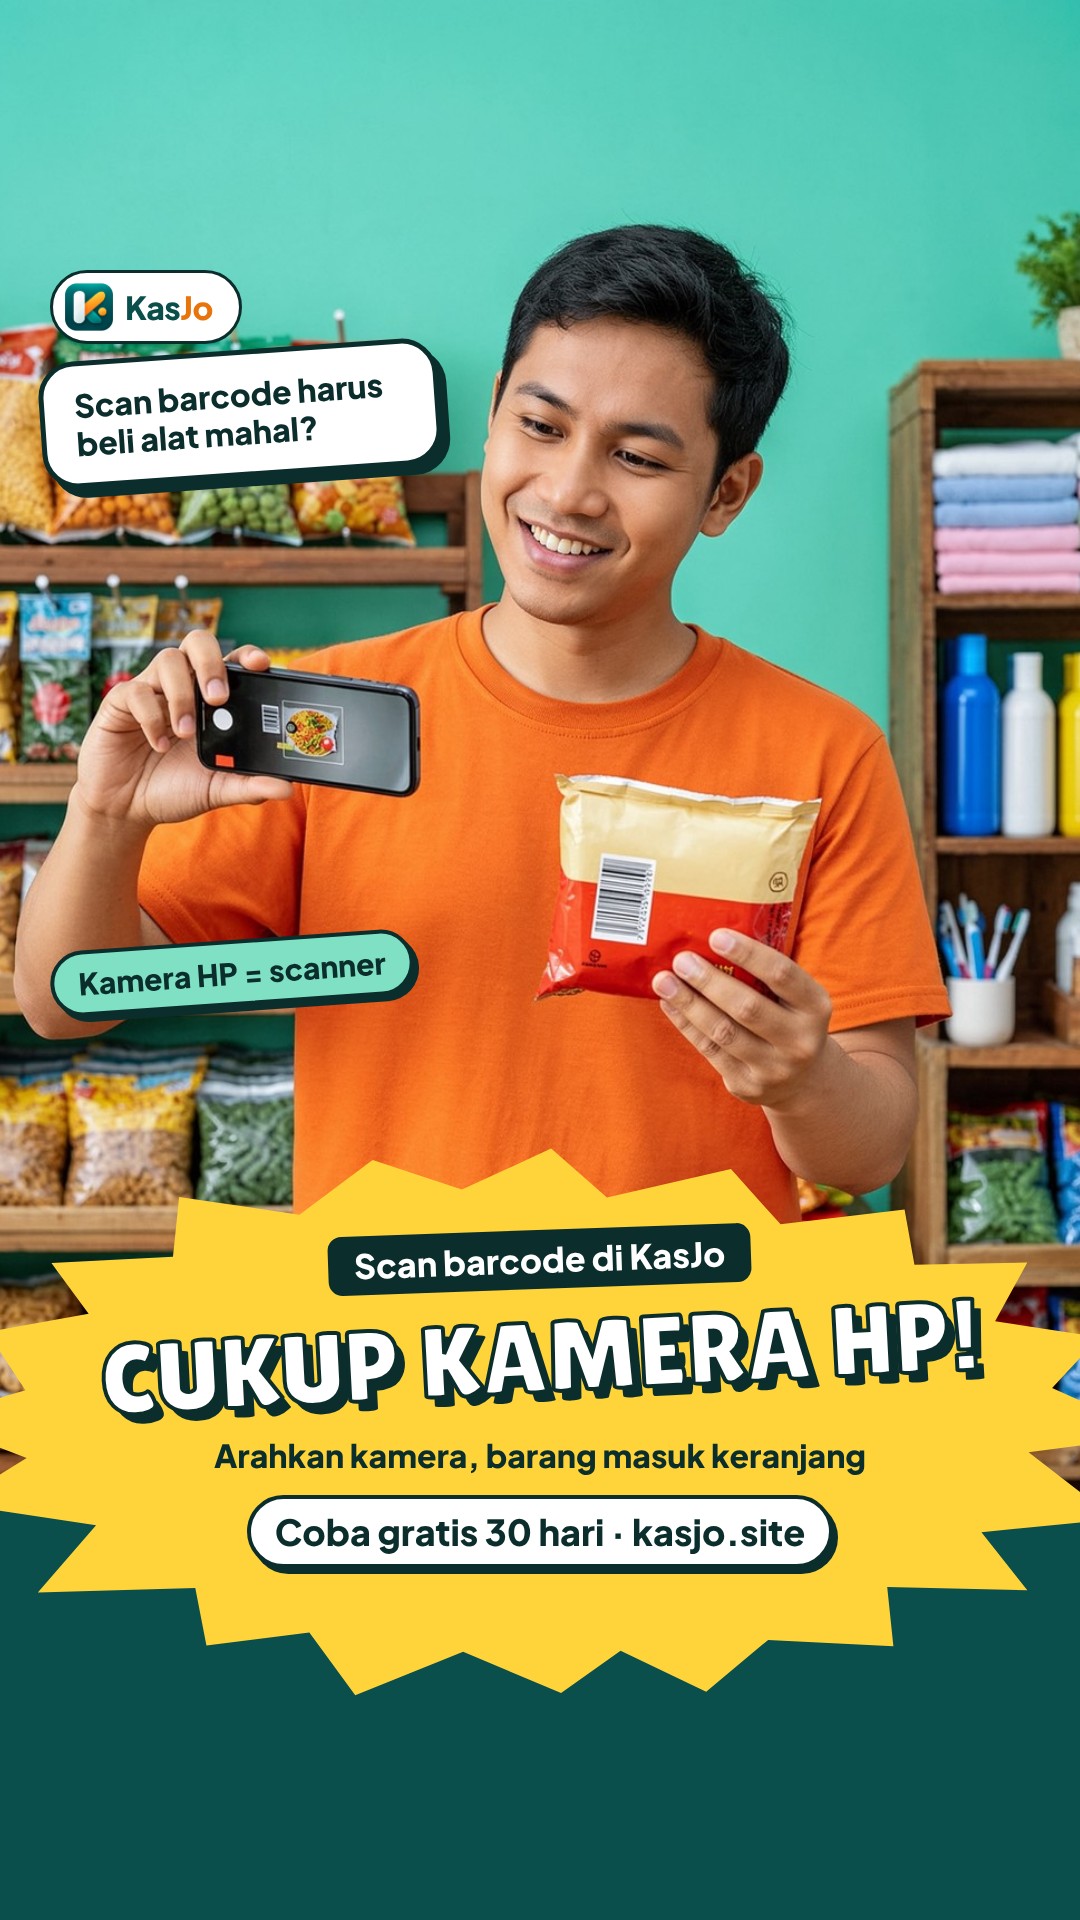 KasJo
Scan barcode harus
beli alat mahal?
Kamera HP = scanner
Scan barcode di KasJo
CUKUP KAMERA HP!
Arahkan kamera, barang masuk keranjang
Coba gratis 30 hari · kasjo.site